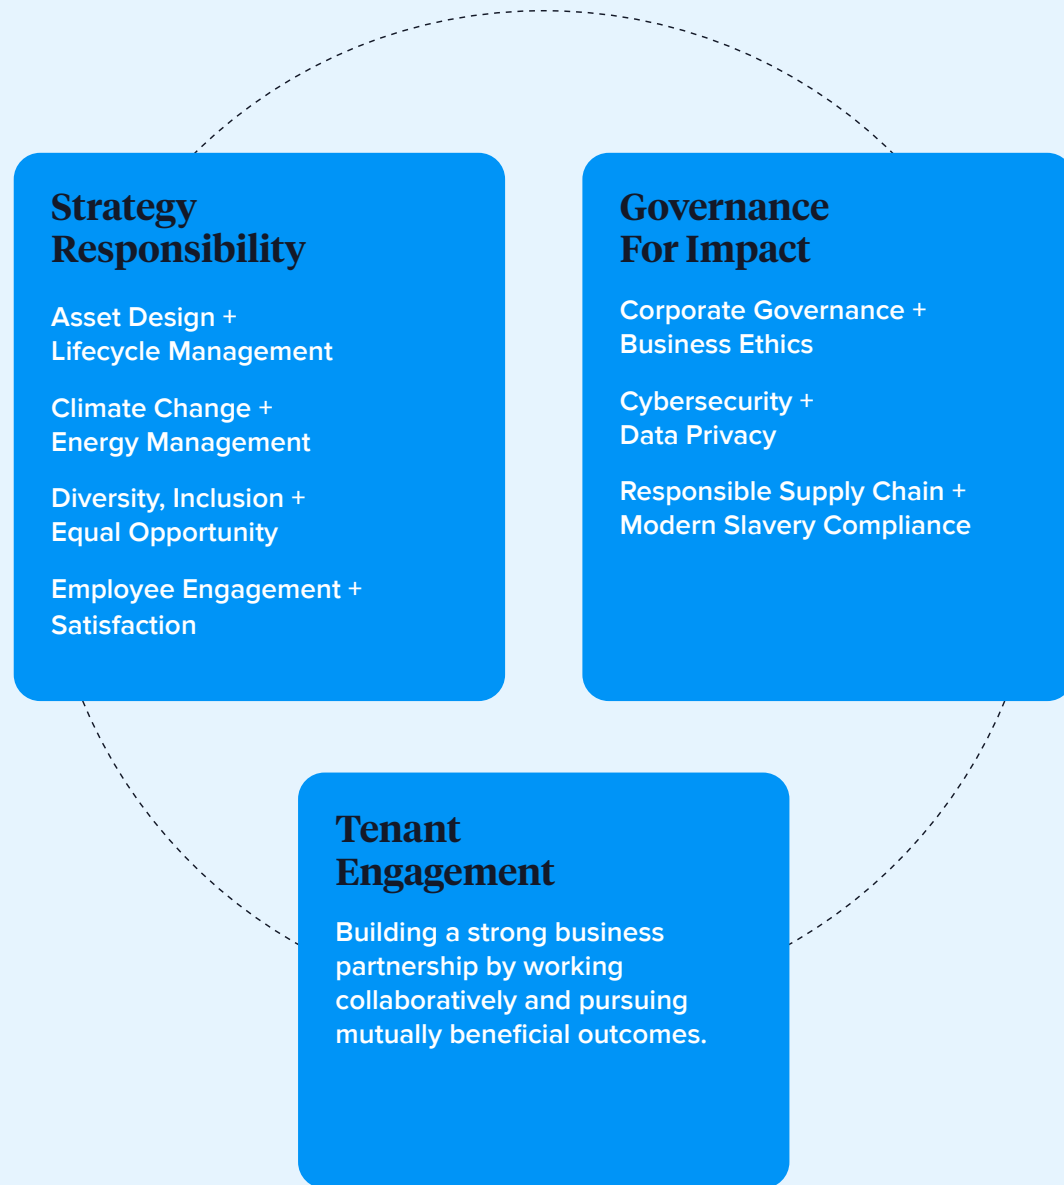 Strategy
Responsibility
Asset Design +
Lifecycle Management
Climate Change +
Energy Management
Diversity, Inclusion +
Equal Opportunity
Employee Engagement +
Satisfaction
Governance
For Impact
Corporate Governance +
Business Ethics
Cybersecurity +
Data Privacy
Responsible Supply Chain +
Modern Slavery Compliance
Tenant
Engagement
Building a strong business
partnership by working
collaboratively and pursuing
mutually beneficial outcomes.